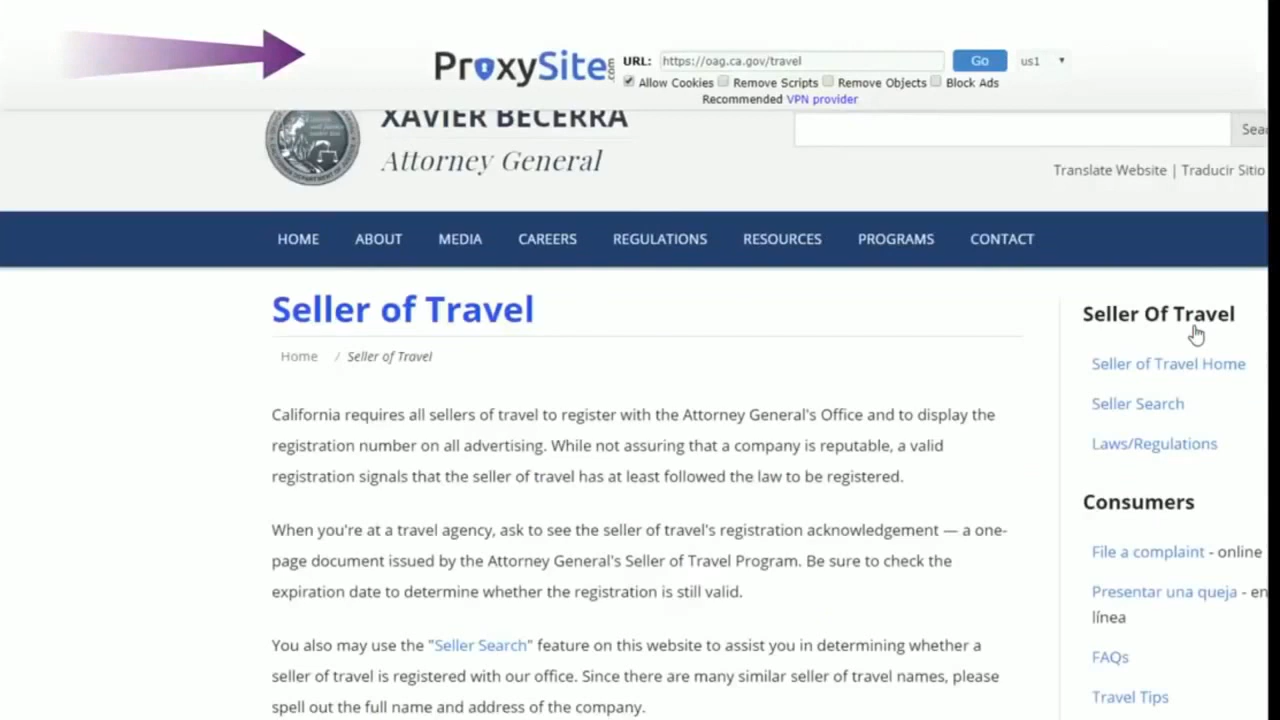 ProxySite.com
URL: https://oag.ca.gov/travel Go us1
Allow Cookies Remove Scripts Remove Objects Block Ads
Recommended VPN provider
XAVIER BECERRA
Attorney General
Translate Website | Traducir Sitio
HOME ABOUT MEDIA CAREERS REGULATIONS RESOURCES PROGRAMS CONTACT
Seller of Travel
Home / Seller of Travel
California requires all sellers of travel to register with the Attorney General's Office and to display the
registration number on all advertising. While not assuring that a company is reputable, a valid
registration signals that the seller of travel has at least followed the law to be registered.
When you're at a travel agency, ask to see the seller of travel's registration acknowledgement — a one-
page document issued by the Attorney General's Seller of Travel Program. Be sure to check the
expiration date to determine whether the registration is still valid.
You also may use the "Seller Search" feature on this website to assist you in determining whether a
seller of travel is registered with our office. Since there are many similar seller of travel names, please
spell out the full name and address of the company.
Seller Of Travel
Seller of Travel Home
Seller Search
Laws/Regulations
Consumers
File a complaint - online
Presentar una queja - en
línea
FAQs
Travel Tips